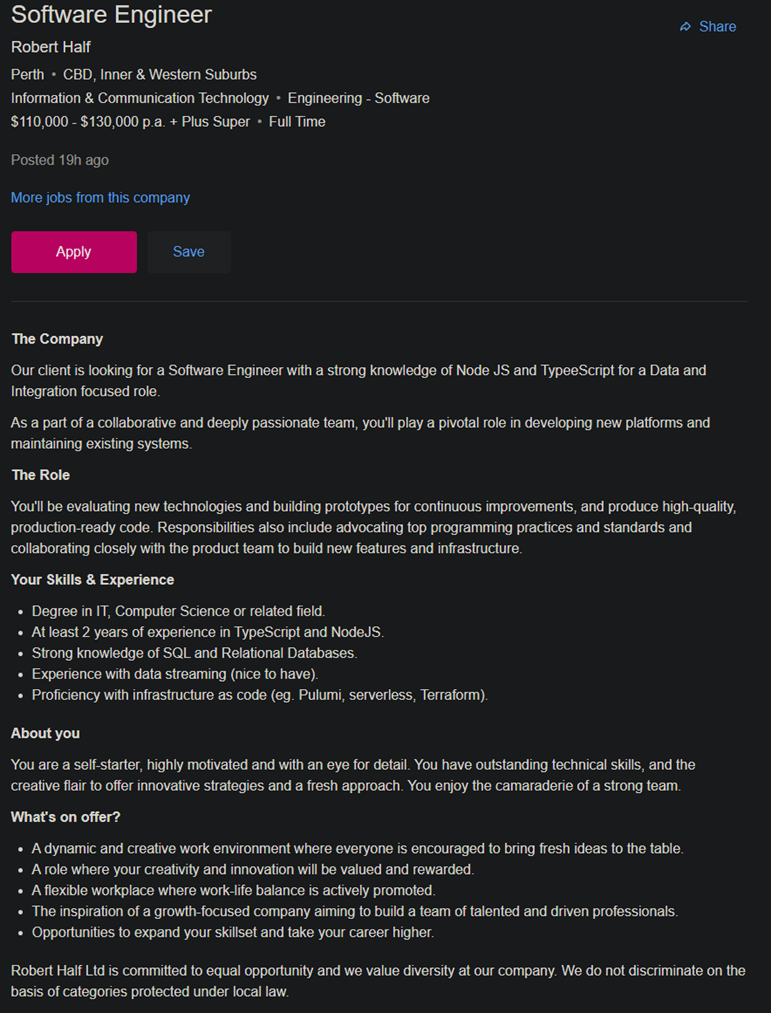 Software Engineer
Share
Robert Half
Perth • CBD, Inner & Western Suburbs
Information & Communication Technology • Engineering - Software
$110,000 - $130,000 p.a. + Plus Super • Full Time
Posted 19h ago
More jobs from this company
Apply
Save
The Company
Our client is looking for a Software Engineer with a strong knowledge of Node JS and TypeeScript for a Data and
Integration focused role.
As a part of a collaborative and deeply passionate team, you'll play a pivotal role in developing new platforms and
maintaining existing systems.
The Role
You'll be evaluating new technologies and building prototypes for continuous improvements, and produce high-quality,
production-ready code. Responsibilities also include advocating top programming practices and standards and
collaborating closely with the product team to build new features and infrastructure.
Your Skills & Experience
• Degree in IT, Computer Science or related field.
• At least 2 years of experience in TypeScript and NodeJS.
• Strong knowledge of SQL and Relational Databases.
• Experience with data streaming (nice to have).
• Proficiency with infrastructure as code (eg. Pulumi, serverless, Terraform).
About you
You are a self-starter, highly motivated and with an eye for detail. You have outstanding technical skills, and the
creative flair to offer innovative strategies and a fresh approach. You enjoy the camaraderie of a strong team.
What's on offer?
• A dynamic and creative work environment where everyone is encouraged to bring fresh ideas to the table.
• A role where your creativity and innovation will be valued and rewarded.
• A flexible workplace where work-life balance is actively promoted.
• The inspiration of a growth-focused company aiming to build a team of talented and driven professionals.
• Opportunities to expand your skillset and take your career higher.
Robert Half Ltd is committed to equal opportunity and we value diversity at our company. We do not discriminate on the
basis of categories protected under local law.